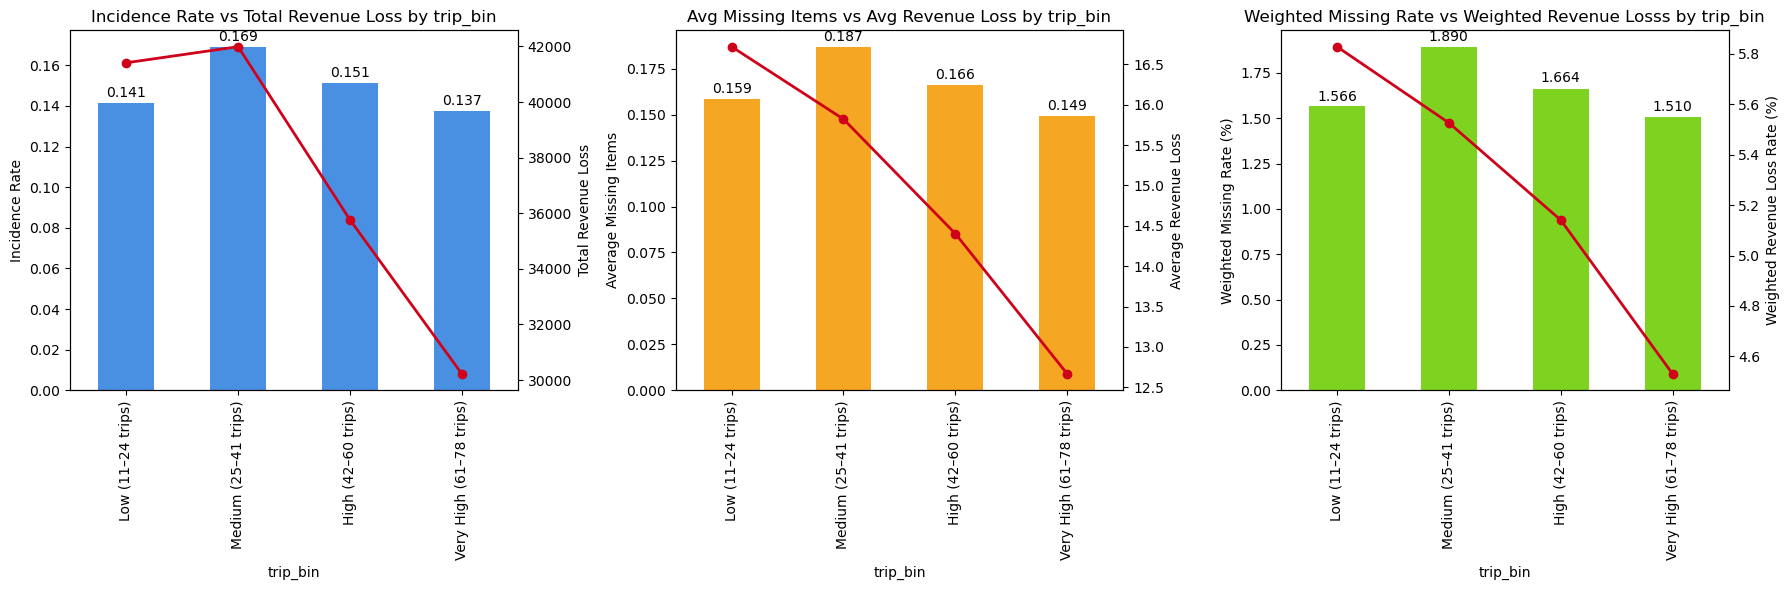 Incidence Rate vs Total Revenue Loss by trip_bin
0.141
0.169
0.151
0.137
0.16
0.14
0.12
0.10
0.08
0.06
0.04
0.02
0.00
Incidence Rate
42000
40000
38000
36000
34000
32000
30000
Total Revenue Loss
Low (11–24 trips)
Medium (25–41 trips)
High (42–60 trips)
Very High (61–78 trips)
trip_bin
Avg Missing Items vs Avg Revenue Loss by trip_bin
0.159
0.187
0.166
0.149
0.175
0.150
0.125
0.100
0.075
0.050
0.025
0.000
Average Missing Items
16.5
16.0
15.5
15.0
14.5
14.0
13.5
13.0
12.5
Average Revenue Loss
Low (11–24 trips)
Medium (25–41 trips)
High (42–60 trips)
Very High (61–78 trips)
trip_bin
Weighted Missing Rate vs Weighted Revenue Losss by trip_bin
1.566
1.890
1.664
1.510
1.75
1.50
1.25
1.00
0.75
0.50
0.25
0.00
Weighted Missing Rate (%)
5.8
5.6
5.4
5.2
5.0
4.8
4.6
Weighted Revenue Loss Rate (%)
Low (11–24 trips)
Medium (25–41 trips)
High (42–60 trips)
Very High (61–78 trips)
trip_bin